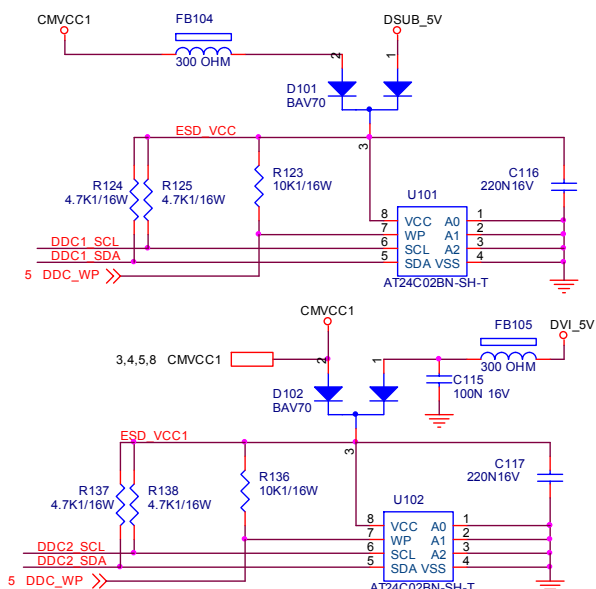 CMVCC1 FB104 DSUB_5V
300 OHM
2 1
D101
BAV70
ESD_VCC
3
R124
4.7K1/16W
R125
4.7K1/16W
R123
10K1/16W
C116
220N16V
U101
8 VCC A0 1
7 WP A1 2
6 SCL A2 3
5 SDA VSS 4
AT24C02BN-SH-T
DDC1_SCL
DDC1_SDA
5 DDC_WP
CMVCC1 FB105 DVI_5V
300 OHM
3,4,5,8 CMVCC1
2 1
D102
BAV70
C115
100N 16V
ESD_VCC1
3
R137
4.7K1/16W
R138
4.7K1/16W
R136
10K1/16W
C117
220N16V
U102
8 VCC A0 1
7 WP A1 2
6 SCL A2 3
5 SDA VSS 4
AT24C02BN-SH-T
DDC2_SCL
DDC2_SDA
5 DDC_WP